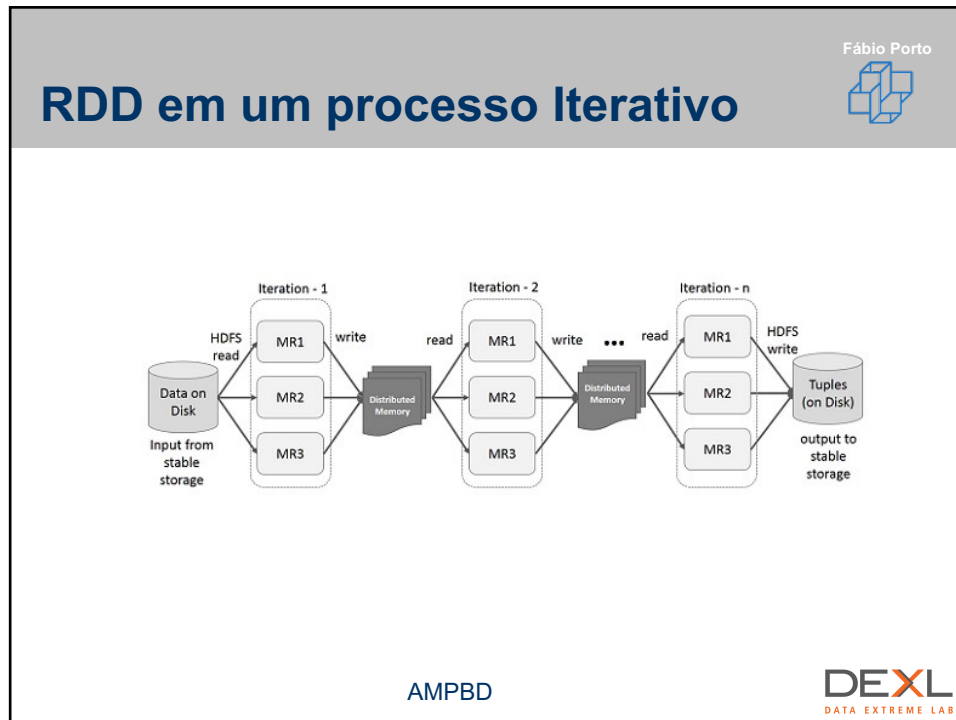 Fábio Porto
RDD em um processo Iterativo
Iteration - 1
Iteration - 2
Iteration - n
HDFS
read
MR1
write
read
MR1
write
...
read
MR1
HDFS
write
Data on
Disk
MR2
Distributed
Memory
MR2
Distributed
Memory
MR2
Tuples
(on Disk)
Input from
stable
storage
MR3
MR3
MR3
output to
stable
storage
AMPBD
DEXL
DATA EXTREME LAB